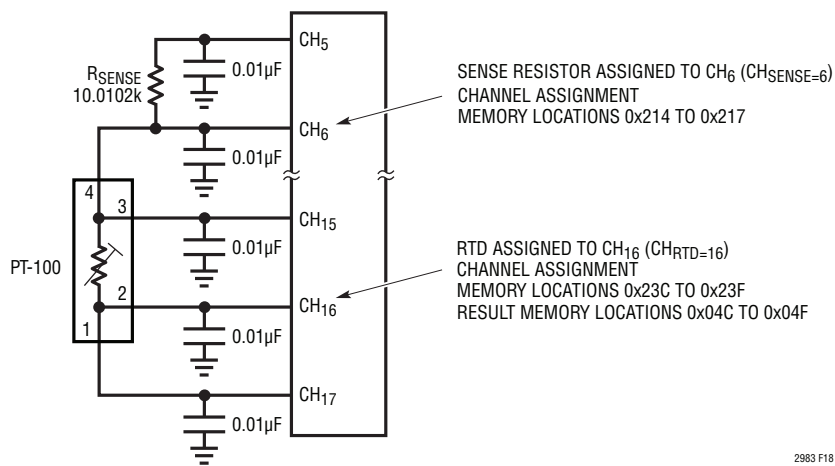 CH5
RSENSE
10.0102k
0.01µF
SENSE RESISTOR ASSIGNED TO CH6 (CHSENSE=6)
CHANNEL ASSIGNMENT
MEMORY LOCATIONS 0x214 TO 0x217
CH6
0.01µF
4
3
CH15
PT-100
0.01µF
RTD ASSIGNED TO CH16 (CHRTD=16)
CHANNEL ASSIGNMENT
MEMORY LOCATIONS 0x23C TO 0x23F
RESULT MEMORY LOCATIONS 0x04C TO 0x04F
2
1
CH16
0.01µF
CH17
0.01µF
2983 F18